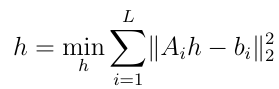 $h = \min_{h} \sum_{i=1}^{L} \| A_i h - b_i \|_2^2$